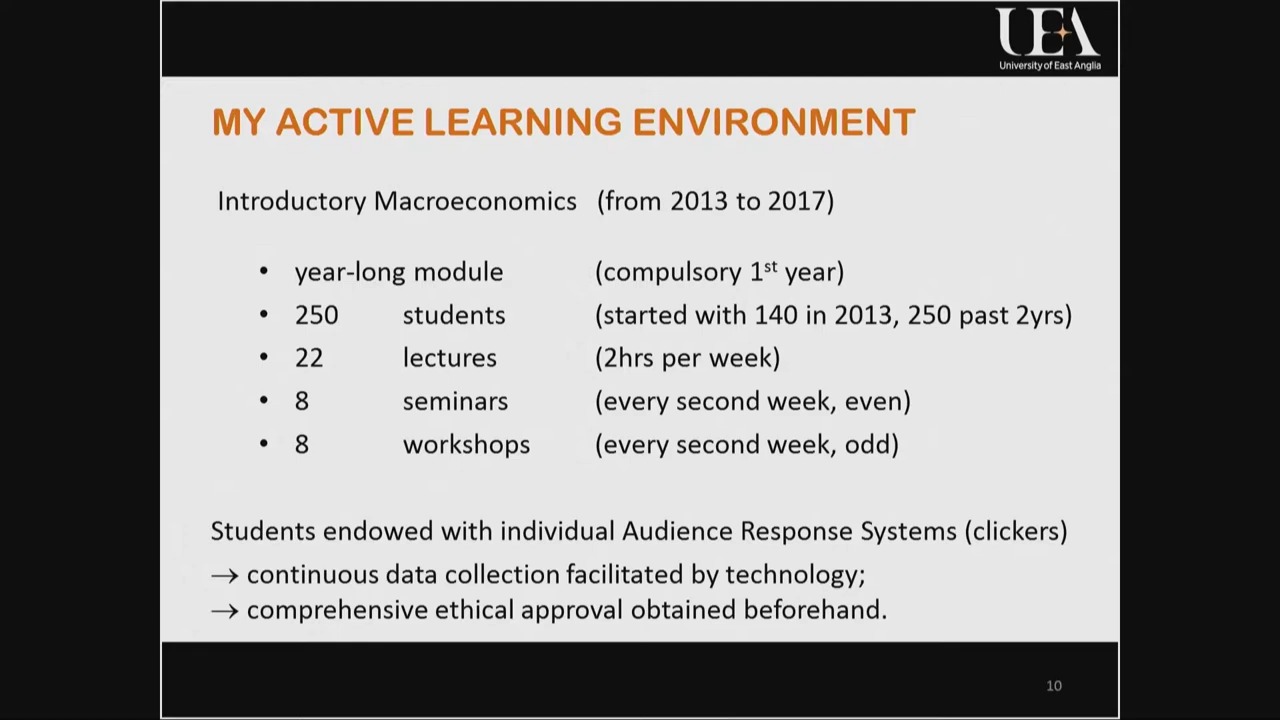 UEA
University of East Anglia
MY ACTIVE LEARNING ENVIRONMENT
Introductory Macroeconomics (from 2013 to 2017)
• year-long module (compulsory 1st year)
• 250 students (started with 140 in 2013, 250 past 2yrs)
• 22 lectures (2hrs per week)
• 8 seminars (every second week, even)
• 8 workshops (every second week, odd)
Students endowed with individual Audience Response Systems (clickers)
→ continuous data collection facilitated by technology;
→ comprehensive ethical approval obtained beforehand.
10